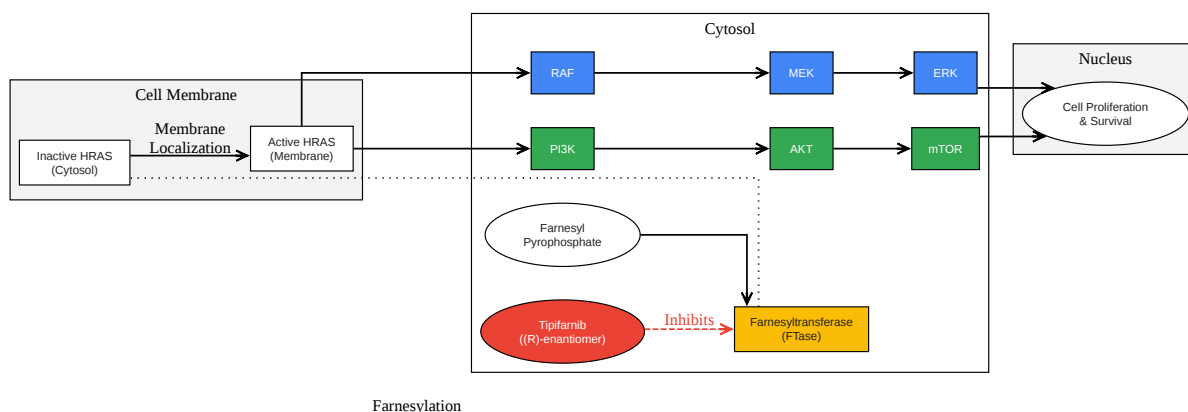 Cytosol
Nucleus
Cell Membrane
RAF
MEK
ERK
Cell Proliferation
& Survival
Membrane
Localization
Inactive HRAS
(Cytosol)
Active HRAS
(Membrane)
PI3K
AKT
mTOR
Farnesyl
Pyrophosphate
Tipifarnib
((R)-enantiomer)
Inhibits
Farnesyltransferase
(FTase)
Farnesylation